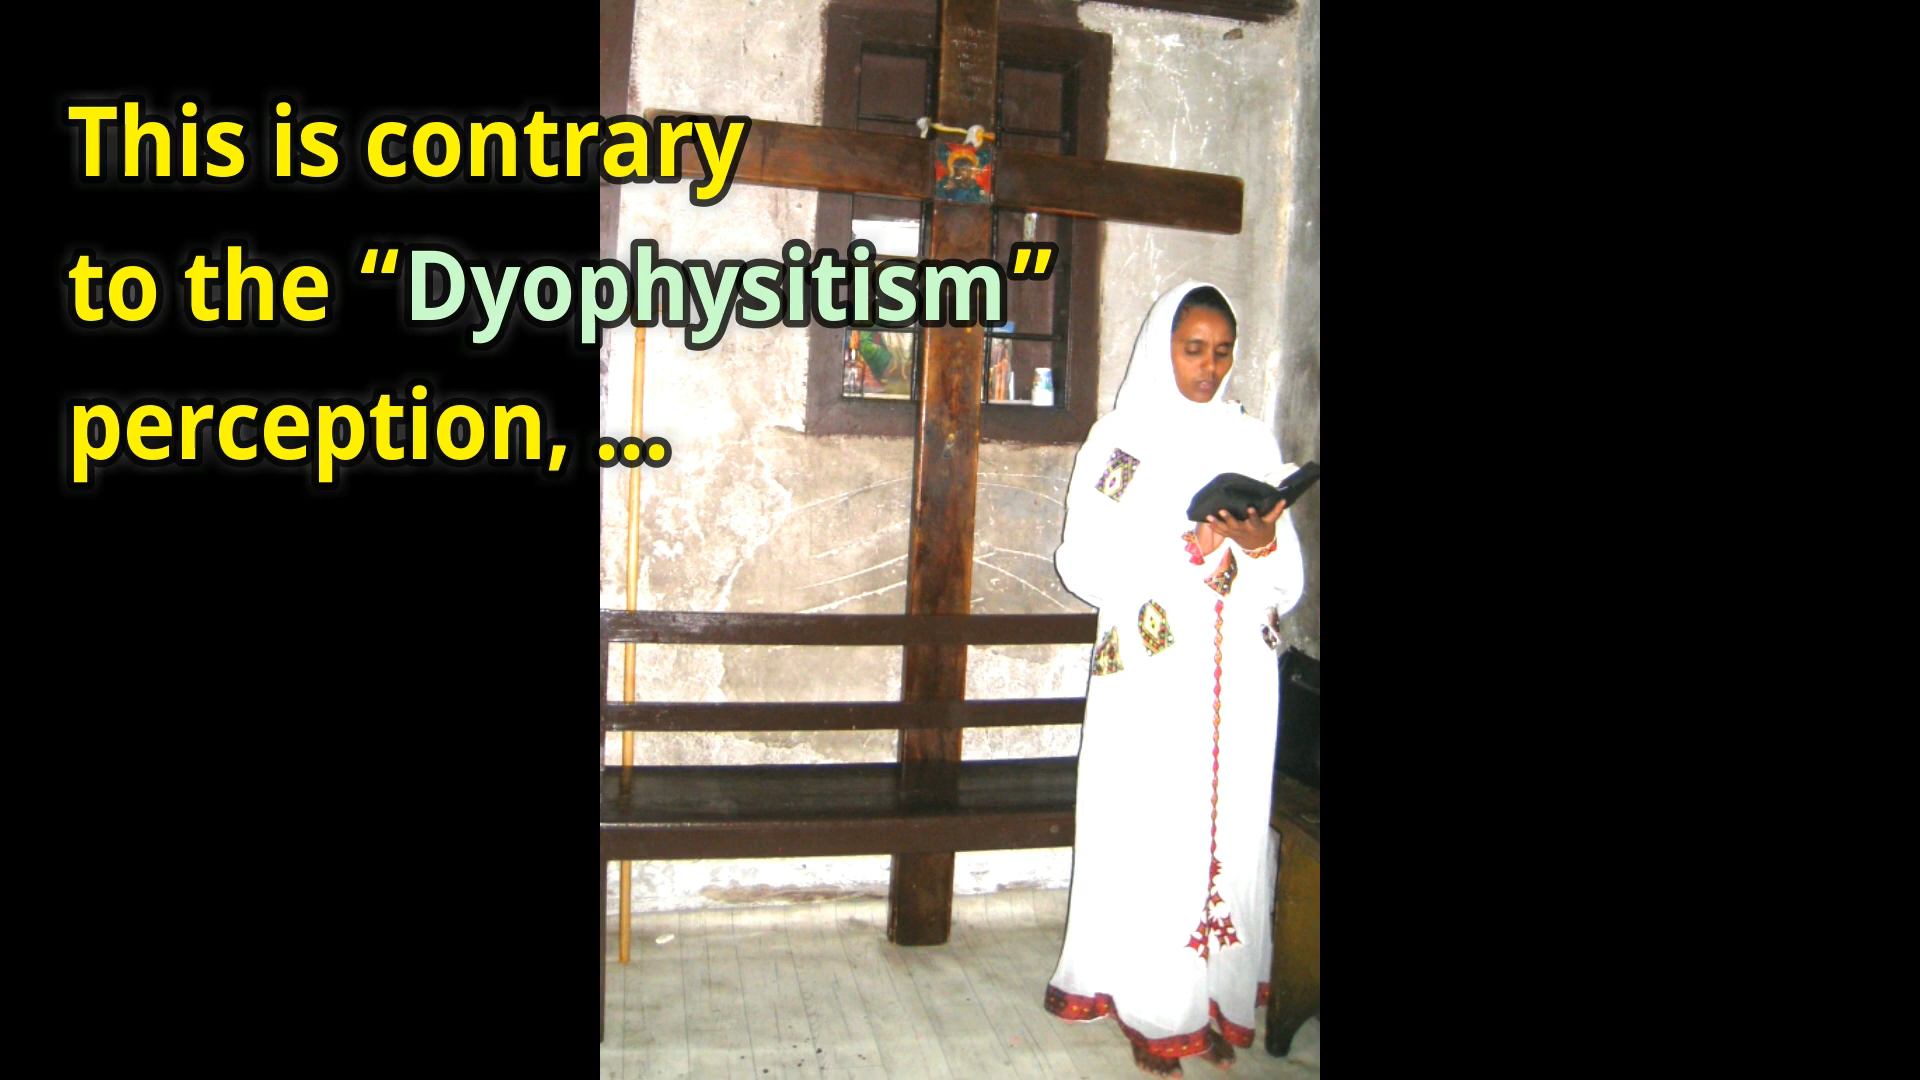 This is contrary
to the “Dyophysitism”
perception, ...